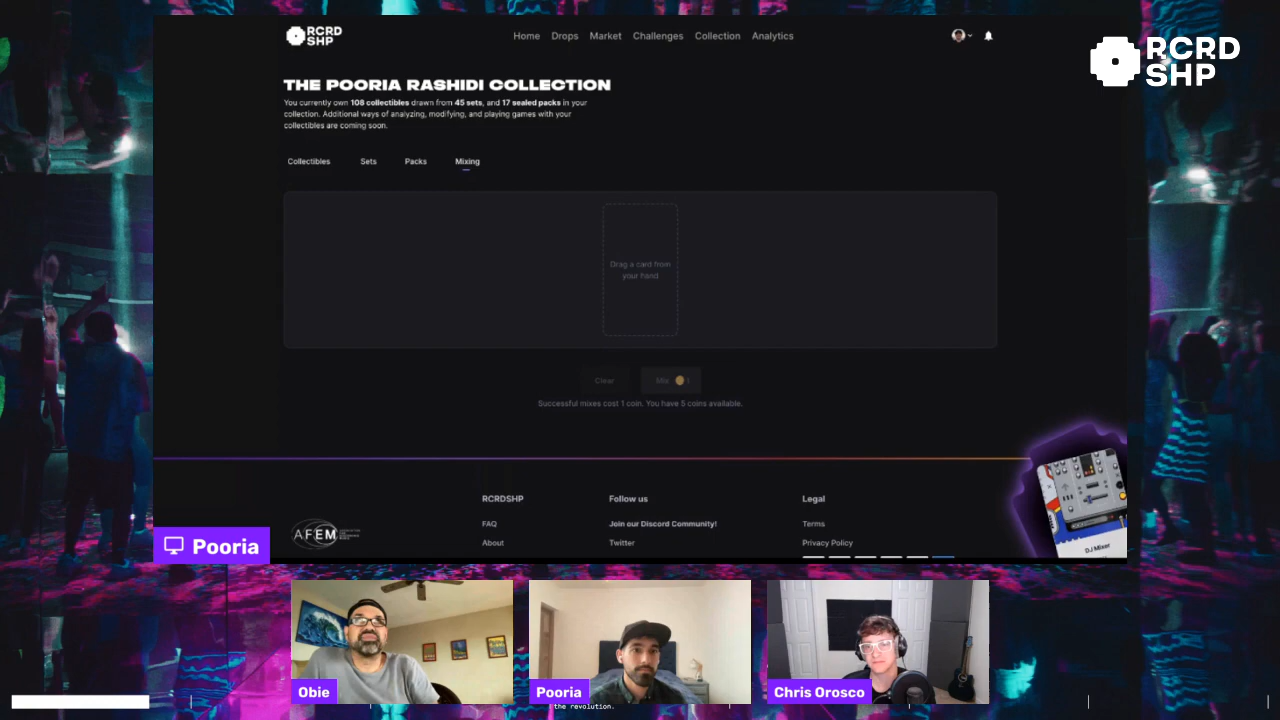 RCRD
SHP
Home Drops Market Challenges Collection Analytics
RCRD
SHP
THE POORIA RASHIDI COLLECTION
You currently own 108 collectibles drawn from 45 sets, and 17 sealed packs in your
collection. Additional ways of analyzing, modifying, and playing games with your
collectibles are coming soon.
Collectibles Sets Packs Mixing
Drag a card from
your hand
Clear Mix 1
Successful mixes cost 1 coin. You have 5 coins available.
RCRDSHP Follow us Legal
AFEM FAQ Join our Discord Community! Terms
About Twitter Privacy Policy
DJ Mixer
Pooria
Obie Pooria Chris Orosco
the revolution.